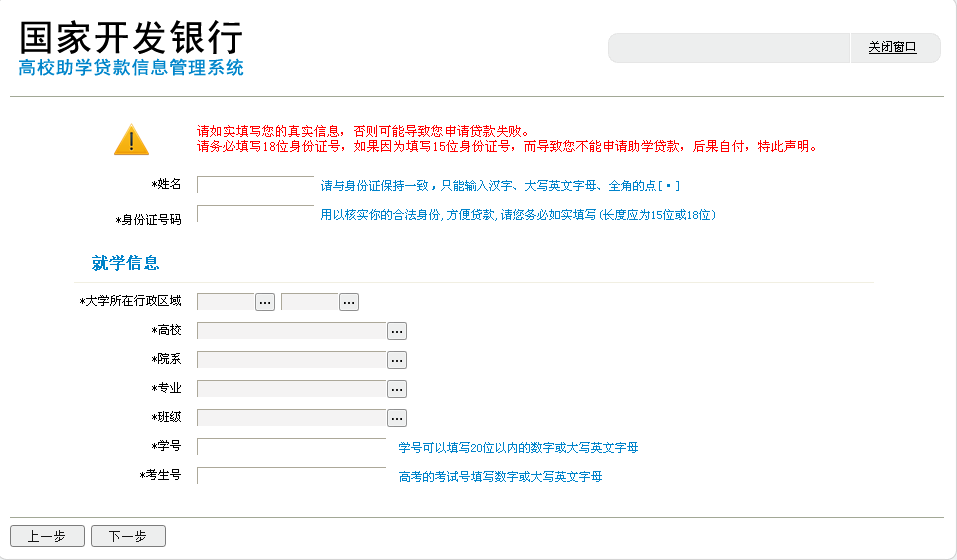 国家开发银行
高校助学贷款信息管理系统
关闭窗口
请如实填写您的真实信息，否则可能导致您申请贷款失败。
请务必填写18位身份证号，如果因为填写15位身份证号，而导致您不能申请助学贷款，后果自付，特此声明。
*姓名 请与身份证保持一致，只能输入汉字、大写英文字母、全角的点[·]
*身份证号码 用以核实你的合法身份,方便贷款,请您务必如实填写(长度应为15位或18位)
就学信息
*大学所在行政区域 ... ...
*高校 ...
*院系 ...
*专业 ...
*班级 ...
*学号 学号可以填写20位以内的数字或大写英文字母
*考生号 高考的考试号填写数字或大写英文字母
上一步 下一步